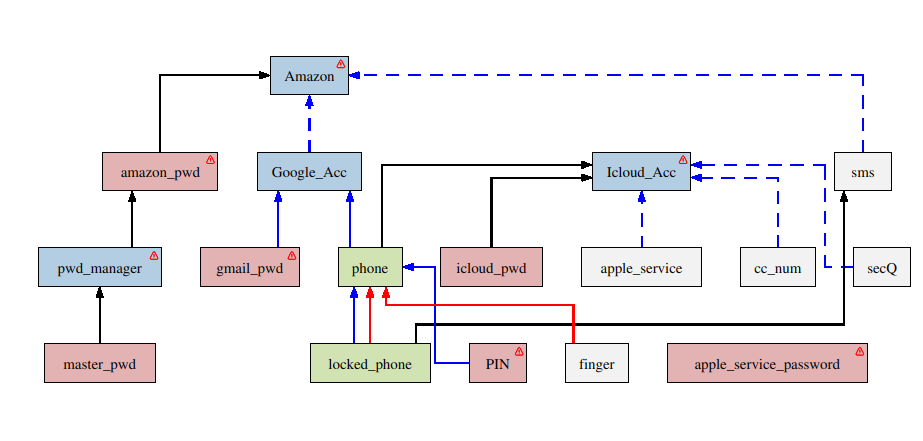 Amazon
amazon_pwd
Google_Acc
Icloud_Acc
sms
pwd_manager
gmail_pwd
phone
icloud_pwd
apple_service
cc_num
secQ
master_pwd
locked_phone
PIN
finger
apple_service_password